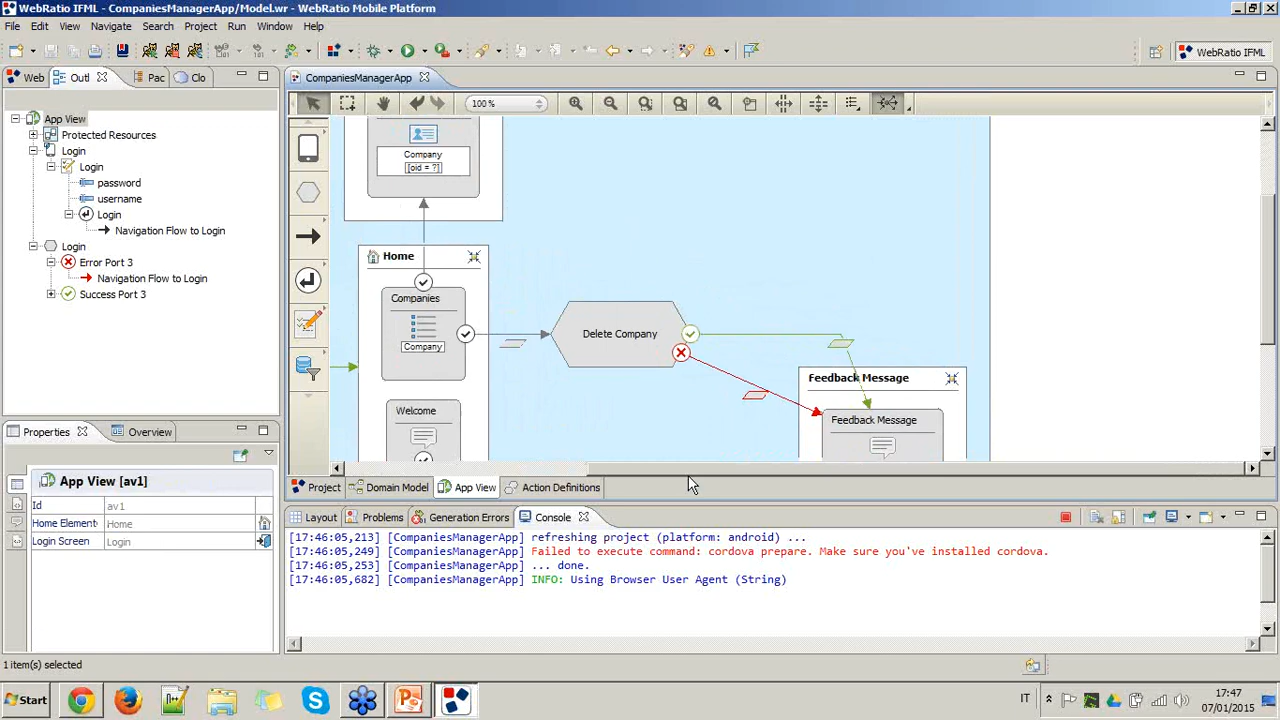 WebRatio IFML - CompaniesManagerApp/Model.wr - WebRatio Mobile Platform
File Edit View Navigate Search Project Run Window Help
WebRatio IFML
Web
Outl
Pac
Clo
CompaniesManagerApp
100 %
App View
Protected Resources
Login
Login
password
username
Login
Navigation Flow to Login
Login
Error Port 3
Navigation Flow to Login
Success Port 3
Company
[oid = ?]
Home
Companies
Company
Welcome
Delete Company
Feedback Message
Feedback Message
Project
Domain Model
App View
Action Definitions
Properties
Overview
App View [av1]
Id av1
Home Element Home
Login Screen Login
Layout
Problems
Generation Errors
Console
[17:46:05,213] [CompaniesManagerApp] refreshing project (platform: android) ...
[17:46:05,249] [CompaniesManagerApp] Failed to execute command: cordova prepare. Make sure you've installed cordova.
[17:46:05,253] [CompaniesManagerApp] ... done.
[17:46:05,682] [CompaniesManagerApp] INFO: Using Browser User Agent (String)
1 item(s) selected
Start
IT
17:47
07/01/2015